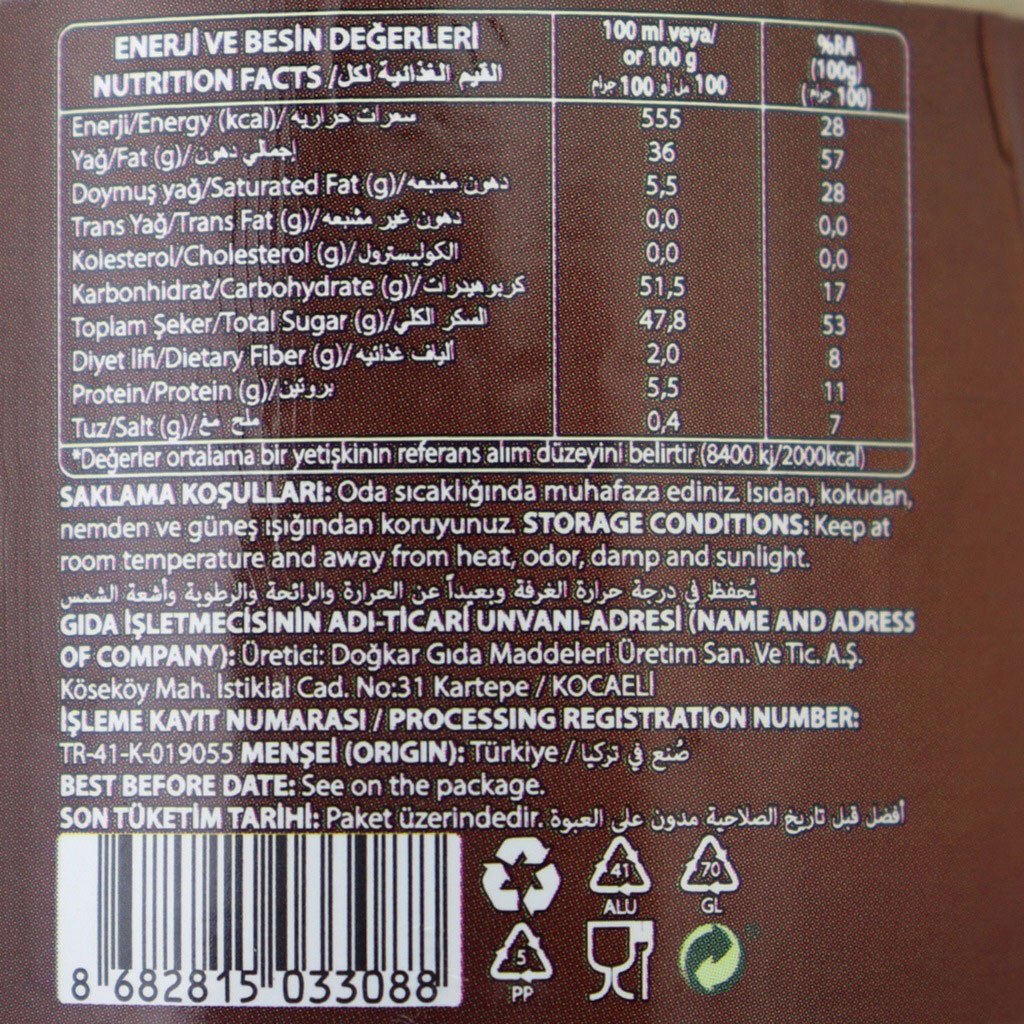 ENERJİ VE BESİN DEĞERLERİ
NUTRITION FACTS / القيم الغذائية لكل
100 ml veya/
or 100 g
100 مل أو 100 جرام
%RA
(100g)
(100 جرام)
Enerji/Energy (kcal)/ سعرات حراريه 555 28
Yağ/Fat (g)/ إجمالي دهون 36 57
Doymuş yağ/Saturated Fat (g)/ دهون مشبعه 5,5 28
Trans Yağ/Trans Fat (g)/ دهون غير مشبعه 0,0 0,0
Kolesterol/Cholesterol (g)/ الكوليسترول 0,0 0,0
Karbonhidrat/Carbohydrate (g)/ كربوهيدرات 51,5 17
Toplam Şeker/Total Sugar (g)/ السكر الكلي 47,8 53
Diyet lifi/Dietary Fiber (g)/ ألياف غذائيه 2,0 8
Protein/Protein (g)/ بروتين 5,5 11
Tuz/Salt (g)/ ملح مغ 0,4 7
*Değerler ortalama bir yetişkinin referans alım düzeyini belirtir (8400 kj/2000kcal)
SAKLAMA KOŞULLARI: Oda sıcaklığında muhafaza ediniz. Isıdan, kokudan,
nemden ve güneş ışığından koruyunuz. STORAGE CONDITIONS: Keep at
room temperature and away from heat, odor, damp and sunlight.
يُحفظ في درجة حرارة الغرفة وبعيداً عن الحرارة والرائحة والرطوبة وأشعة الشمس
GIDA İŞLETMECİSİNİN ADI-TİCARİ UNVANI-ADRESİ (NAME AND ADRESS
OF COMPANY): Üretici: Doğkar Gıda Maddeleri Üretim San. Ve Tic. A.Ş.
Köseköy Mah. İstiklal Cad. No:31 Kartepe / KOCAELİ
İŞLEME KAYIT NUMARASI / PROCESSING REGISTRATION NUMBER:
TR-41-K-019055 MENŞEİ (ORIGIN): Türkiye / صُنع في تركيا
BEST BEFORE DATE: See on the package.
SON TÜKETİM TARİHİ: Paket üzerindedir. أفضل قبل تاريخ الصلاحية مدون على العبوة
8 682815 033088
41
ALU
70
GL
5
PP